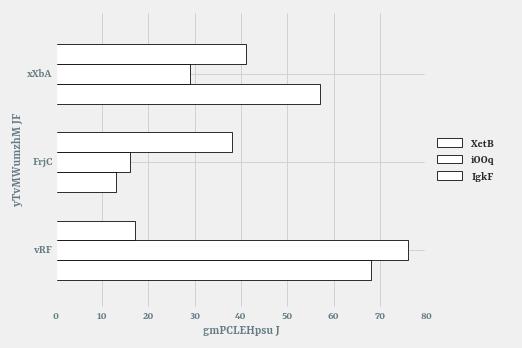 xXbA
FrjC
vRF
yTvMWumzhM JF
0 10 20 30 40 50 60 70 80
gmPCLEHpsu J
XetB
iOOq
IgkF